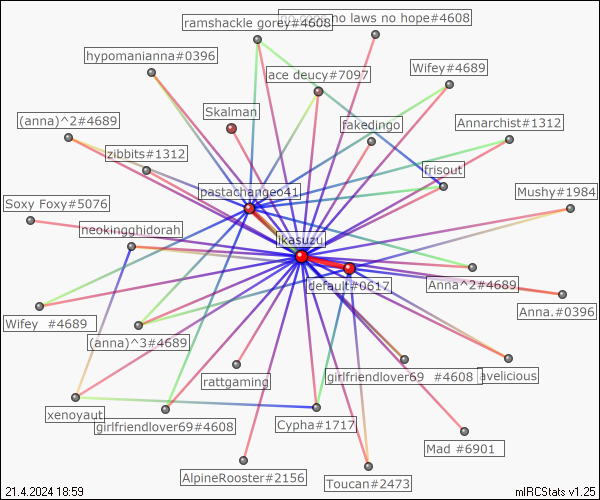 no cops no laws no hope#4608
ramshackle gorey#4608
hypomanianna#0396
ace deucy#7097
Wifey#4689
Skalman
(anna)^2#4689
fakedingo
Annarchist#1312
zibbits#1312
frisout
pastachangeo41
Mushy#1984
Soxy Foxy#5076
neokingghidorah
ikasuzu
default#0617
Anna^2#4689
Anna.#0396
Wifey #4689
(anna)^3#4689
rattgaming
girlfriendlover69 #4608
avelicious
xenoyaut
girlfriendlover69#4608
Cypha#1717
Mad #6901
AlpineRooster#2156
Toucan#2473
21.4.2024 18:59
mIRCStats v1.25